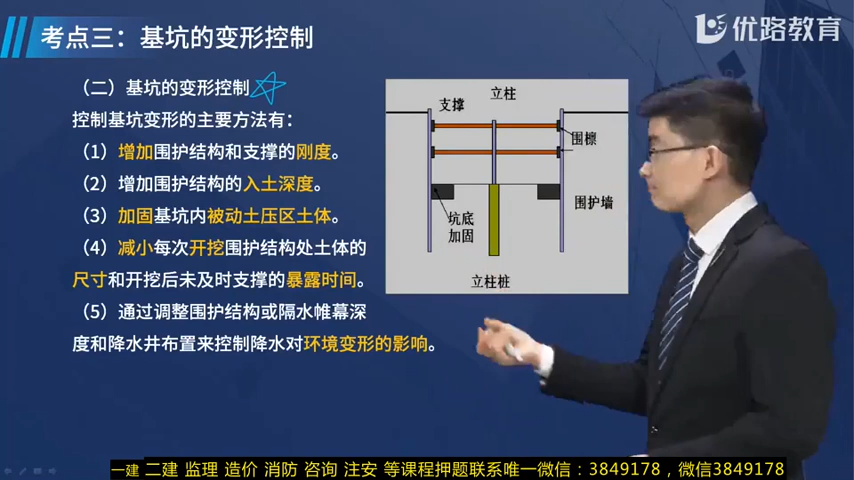 考点三：基坑的变形控制
优路教育
（二）基坑的变形控制
控制基坑变形的主要方法有：
（1）增加围护结构和支撑的刚度。
（2）增加围护结构的入土深度。
（3）加固基坑内被动土压区土体。
（4）减小每次开挖围护结构处土体的
尺寸和开挖后未及时支撑的暴露时间。
（5）通过调整围护结构或隔水帷幕深
度和降水井布置来控制降水对环境变形的影响。
立柱
支撑
围檩
围护墙
坑底
加固
立柱桩
一建 二建 监理 造价 消防 咨询 注安 等课程押题联系唯一微信：3849178，微信3849178